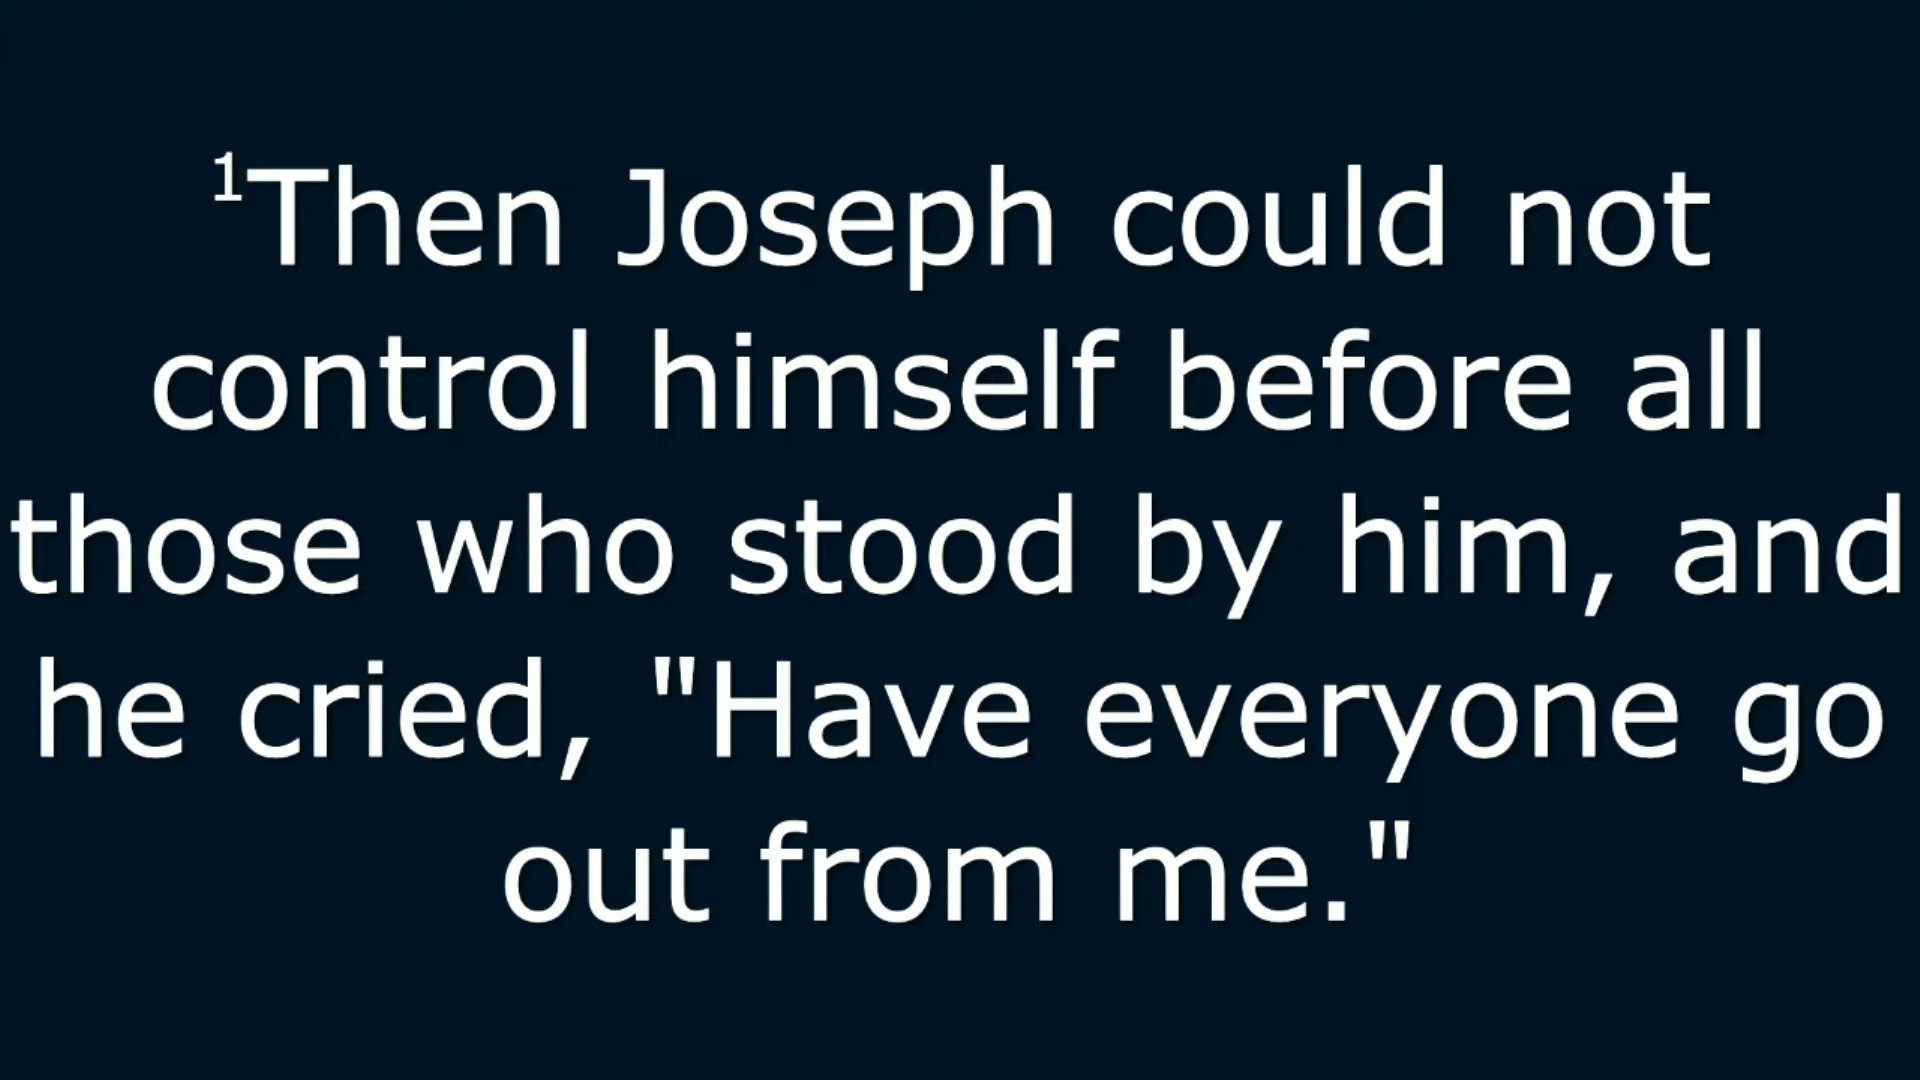 ¹Then Joseph could not
control himself before all
those who stood by him, and
he cried, "Have everyone go
out from me."